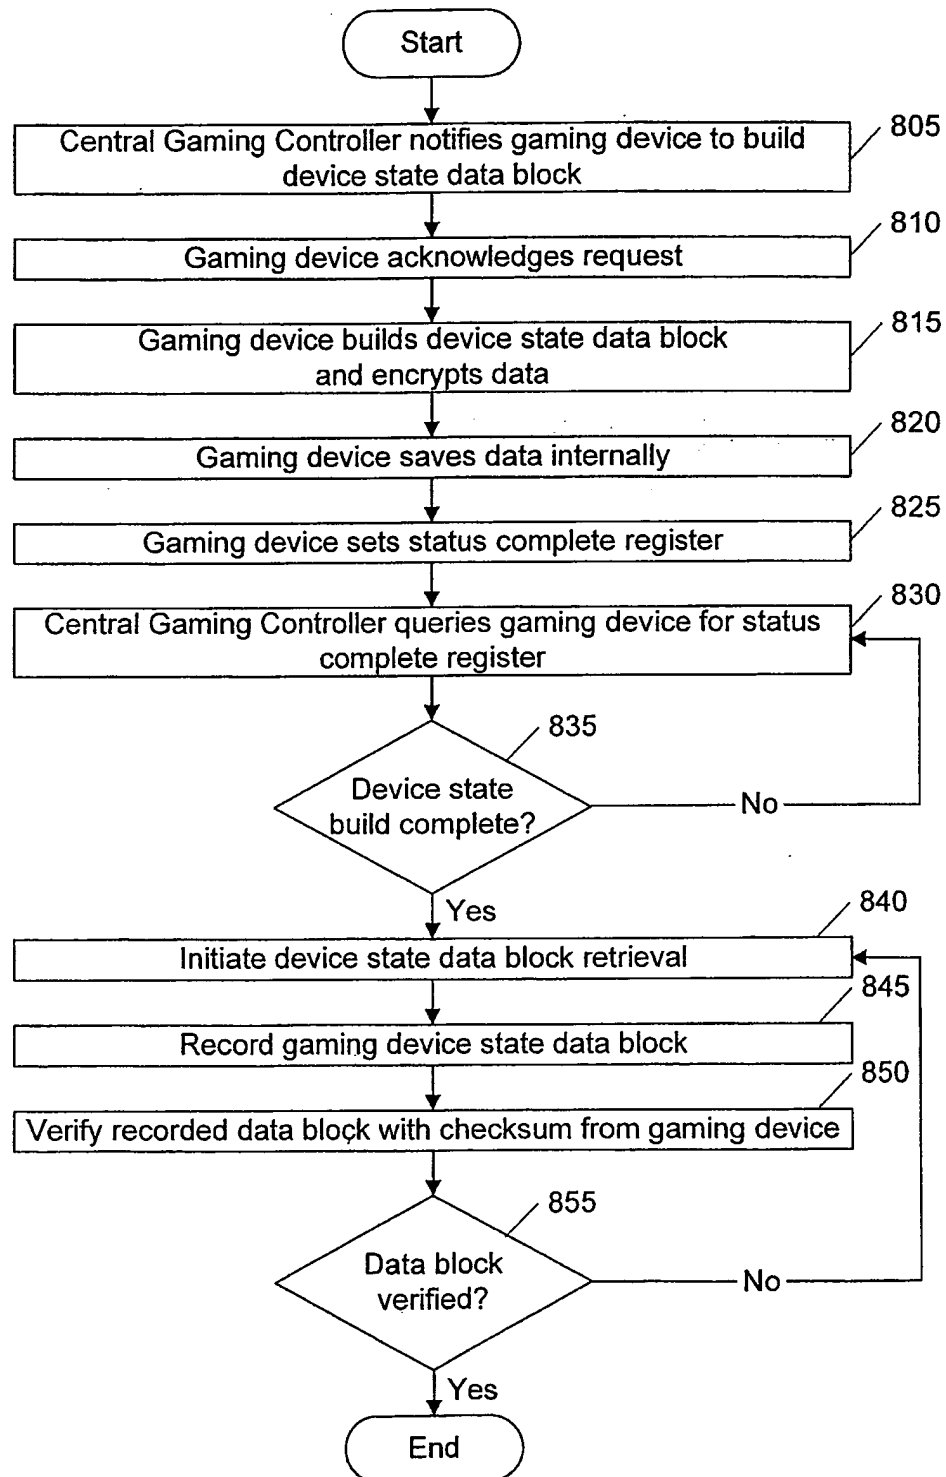 Start
Central Gaming Controller notifies gaming device to build
device state data block
805
Gaming device acknowledges request
810
Gaming device builds device state data block
and encrypts data
815
Gaming device saves data internally
820
Gaming device sets status complete register
825
Central Gaming Controller queries gaming device for status
complete register
830
Device state
build complete?
835
No
Yes
Initiate device state data block retrieval
840
Record gaming device state data block
845
Verify recorded data block with checksum from gaming device
850
Data block
verified?
855
No
Yes
End